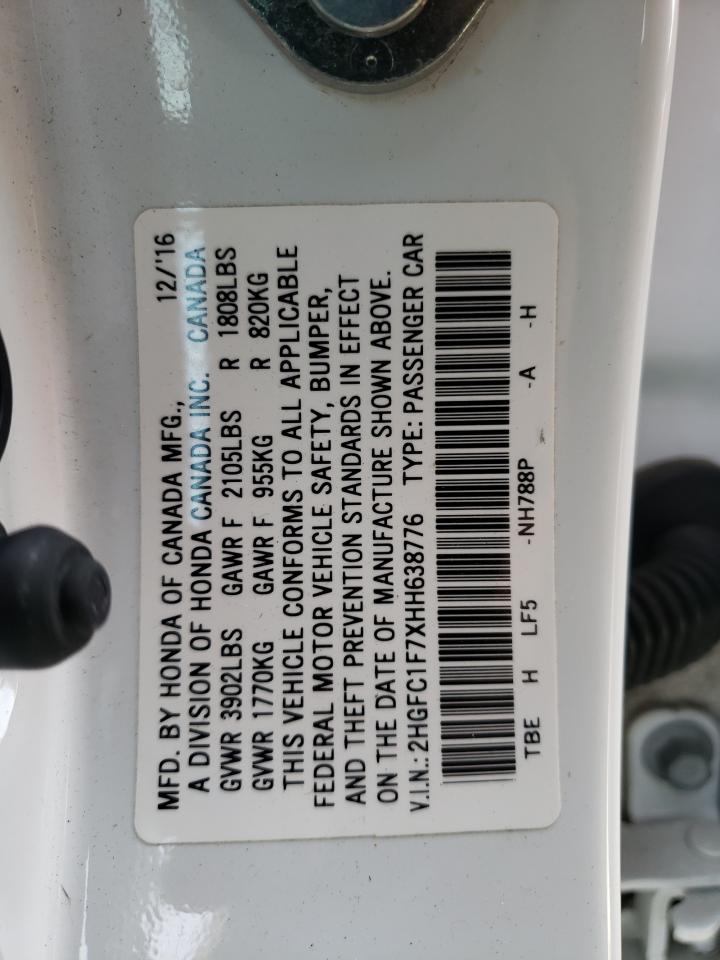 MFD. BY HONDA OF CANADA MFG., 12/'16
A DIVISION OF HONDA CANADA INC. CANADA
GVWR 3902LBS GAWR F 2105LBS R 1808LBS
GVWR 1770KG GAWR F 955KG R 820KG
THIS VEHICLE CONFORMS TO ALL APPLICABLE
FEDERAL MOTOR VEHICLE SAFETY, BUMPER,
AND THEFT PREVENTION STANDARDS IN EFFECT
ON THE DATE OF MANUFACTURE SHOWN ABOVE.
V.I.N.: 2HGFC1F7XHH638776 TYPE: PASSENGER CAR
TBE H LF5 -NH788P -A -H